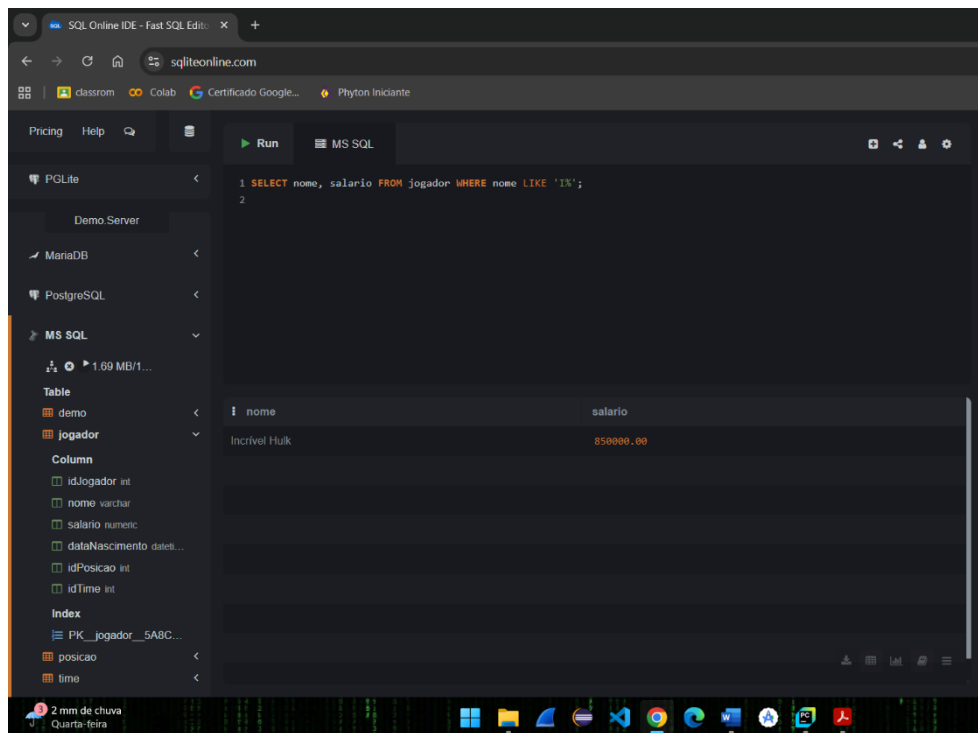 SQL Online IDE - Fast SQL Edito
sqliteonline.com
classrom
Colab
Certificado Google...
Phyton Iniciante
Pricing Help
Run
MS SQL
PGLite
1 SELECT nome, salario FROM jogador WHERE nome LIKE 'I%';
2
Demo.Server
MariaDB
PostgreSQL
MS SQL
1.69 MB/1...
Table
demo
nome salario
jogador
Incrível Hulk 850000.00
Column
idJogador int
nome varchar
salario numeric
dataNascimento dateti...
idPosicao int
idTime int
Index
PK__jogador__5A8C...
posicao
time
3
2 mm de chuva
Quarta-feira